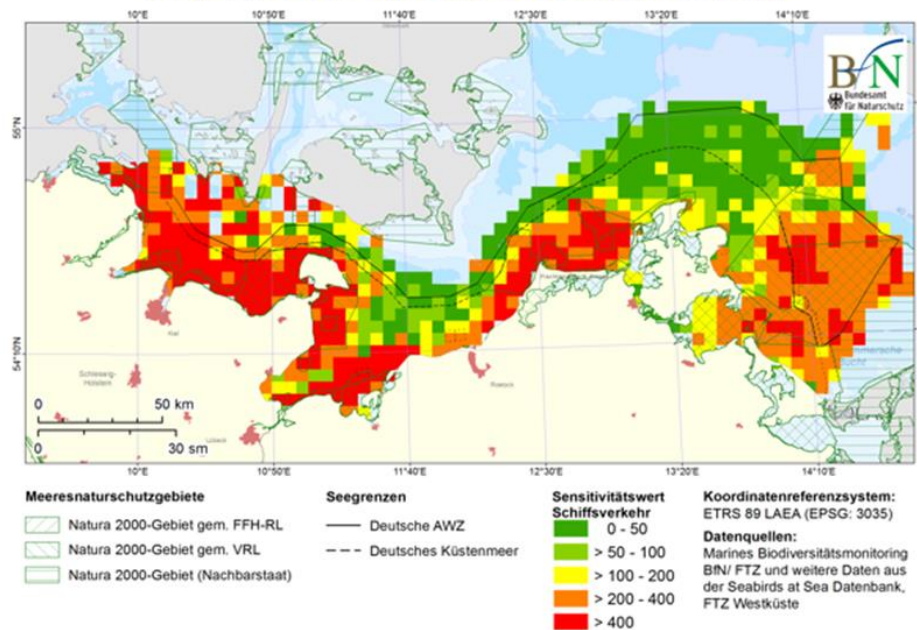 10°E 10°50 11°40 12°30 13°20 14°10
BfN
Bundesamt
für Naturschutz
55°N
54°10
Kiel
Schleswig-
Holstein
Lübeck
Rostock
0 50 km
0 30 sm
10°E 10°50 11°40 12°30 13°20 14°10
Meeresnaturschutzgebiete
Natura 2000-Gebiet gem. FFH-RL
Natura 2000-Gebiet gem. VRL
Natura 2000-Gebiet (Nachbarstaat)
Seegrenzen
Deutsche AWZ
Deutsches Küstenmeer
Sensitivitätswert
Schiffsverkehr
0 - 50
> 50 - 100
> 100 - 200
> 200 - 400
> 400
Koordinatenreferenzsystem:
ETRS 89 LAEA (EPSG: 3035)
Datenquellen:
Marines Biodiversitätsmonitoring
BfN/ FTZ und weitere Daten aus
der Seabirds at Sea Datenbank,
FTZ Westküste